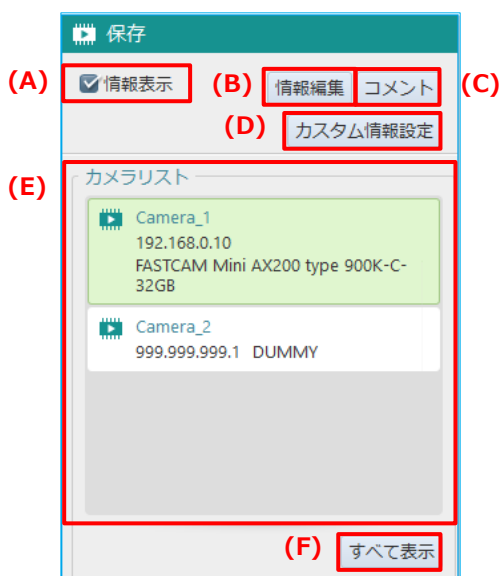 保存
(A) 情報表示 (B) 情報編集 コメント (C)
(D) カスタム情報設定
(E) カメラリスト
Camera_1
192.168.0.10
FASTCAM Mini AX200 type 900K-C-
32GB
Camera_2
999.999.999.1 DUMMY
(F) すべて表示